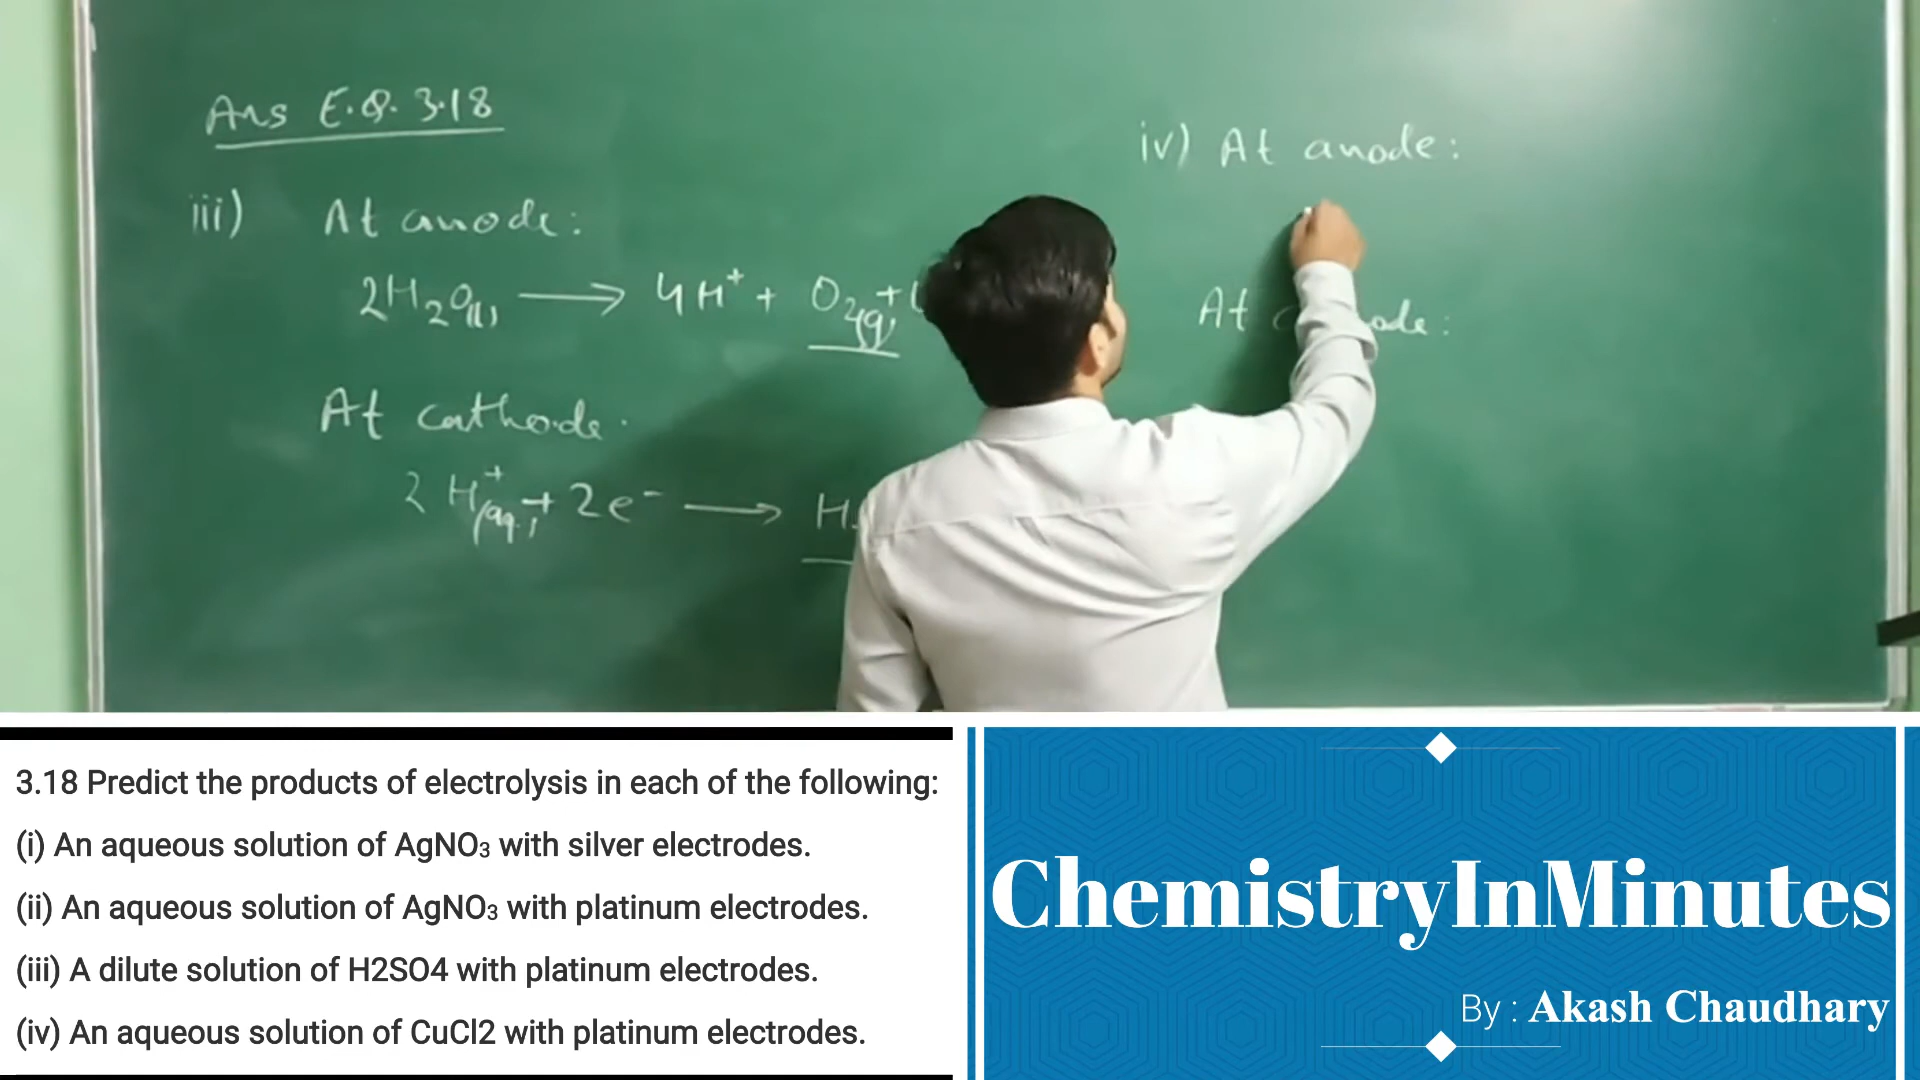 Ans E.Q. 3.18
iii) At anode:
2H2O(l) ⟶ 4H+ + O2(g) +
At cathode.
2H+(aq.) + 2e- ⟶ H
iv) At anode:
At ode:
3.18 Predict the products of electrolysis in each of the following:
(i) An aqueous solution of AgNO3 with silver electrodes.
(ii) An aqueous solution of AgNO3 with platinum electrodes.
(iii) A dilute solution of H2SO4 with platinum electrodes.
(iv) An aqueous solution of CuCl2 with platinum electrodes.
ChemistryInMinutes
By : Akash Chaudhary